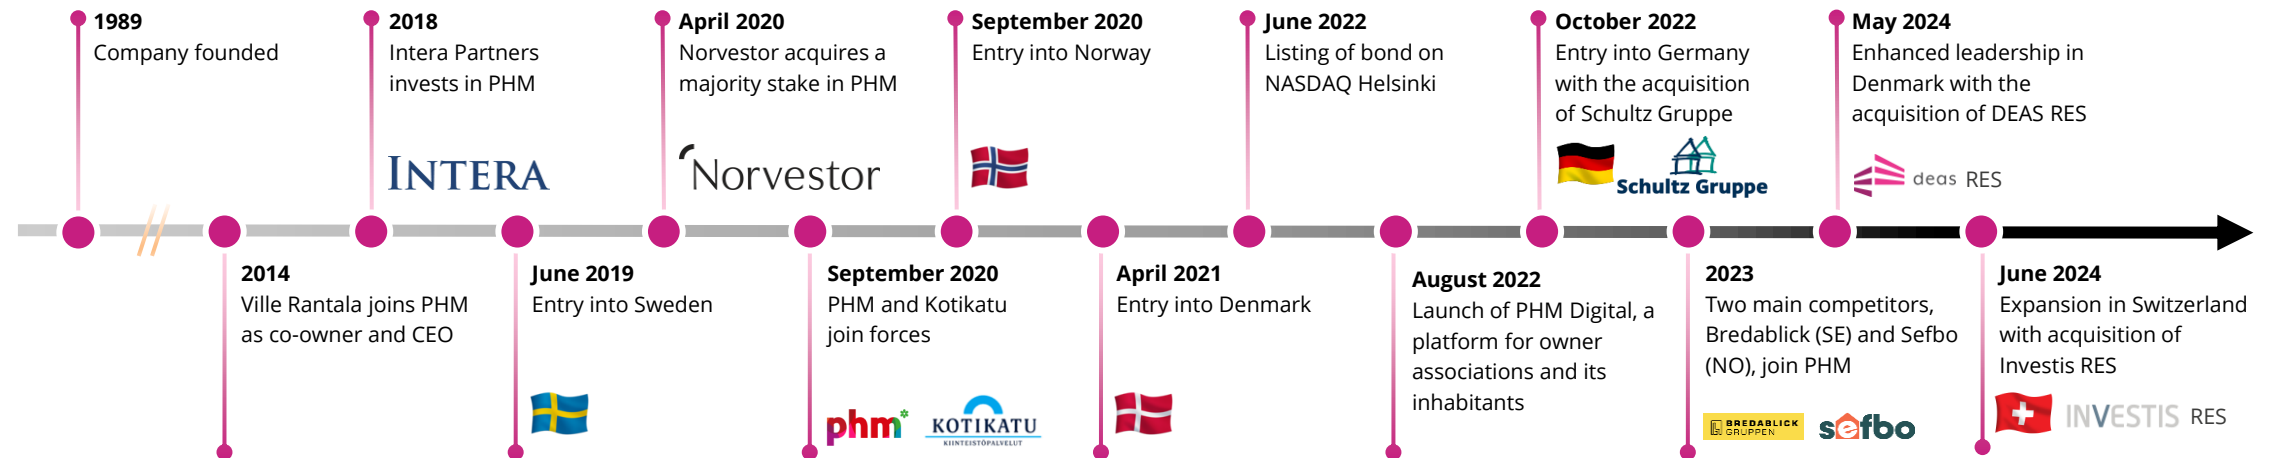 1989
Company founded
2018
Intera Partners
invests in PHM
INTERA
April 2020
Norvestor acquires a
majority stake in PHM
Norvestor
September 2020
Entry into Norway
June 2022
Listing of bond on
NASDAQ Helsinki
October 2022
Entry into Germany
with the acquisition
of Schultz Gruppe
Schultz Gruppe
May 2024
Enhanced leadership in
Denmark with the
acquisition of DEAS RES
deas RES
2014
Ville Rantala joins PHM
as co-owner and CEO
June 2019
Entry into Sweden
September 2020
PHM and Kotikatu
join forces
phm
KOTIKATU
KIINTEISTÖPALVELUT
April 2021
Entry into Denmark
August 2022
Launch of PHM Digital, a
platform for owner
associations and its
inhabitants
2023
Two main competitors,
Bredablick (SE) and Sefbo
(NO), join PHM
BREDABLICK
GRUPPEN
sefbo
June 2024
Expansion in Switzerland
with acquisition of
Investis RES
INVESTIS RES